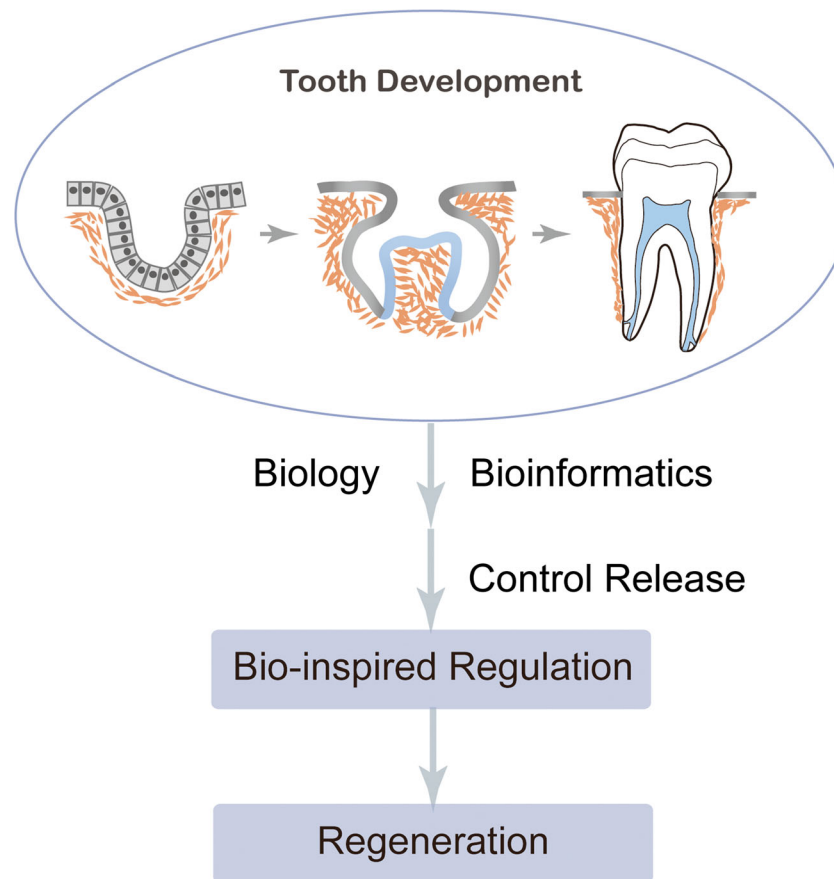 Tooth Development
Biology
Bioinformatics
Control Release
Bio-inspired Regulation
Regeneration